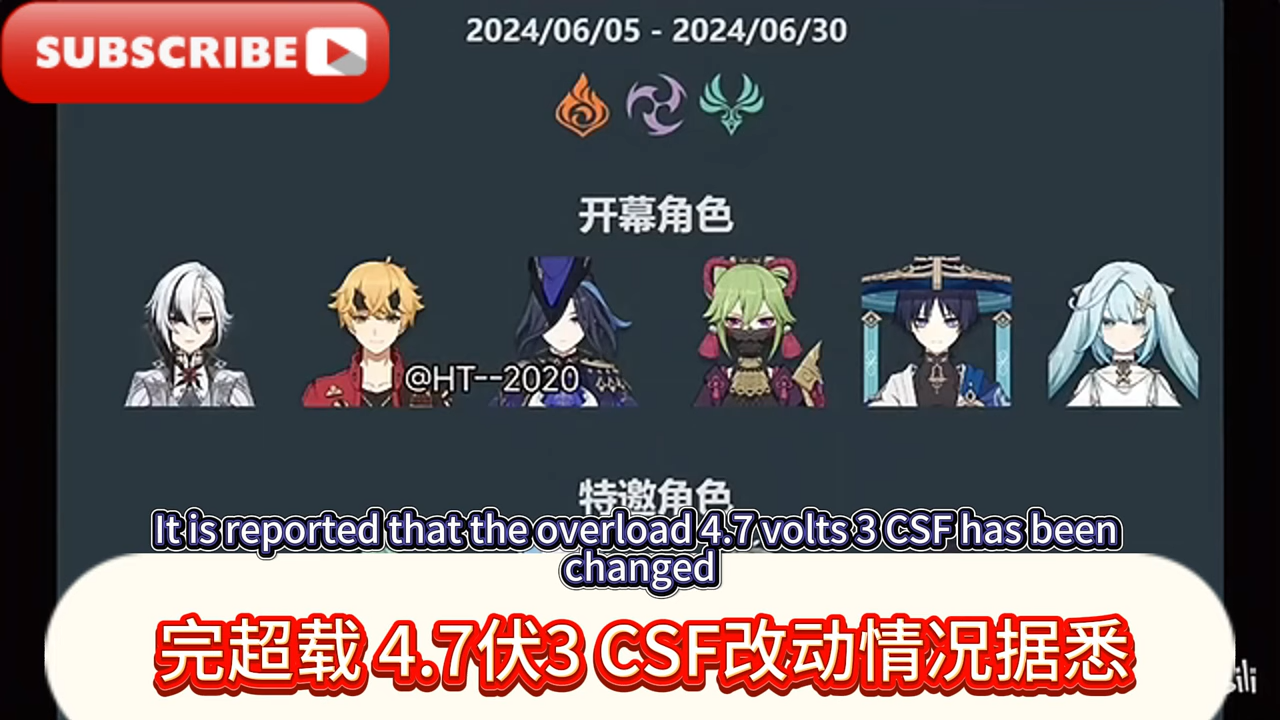 SUBSCRIBE
2024/06/05 - 2024/06/30
开幕角色
@HT--2020
特邀角色
It is reported that the overload 4.7 volts 3 CSF has been
changed
完超载 4.7伏3 CSF改动情况据悉